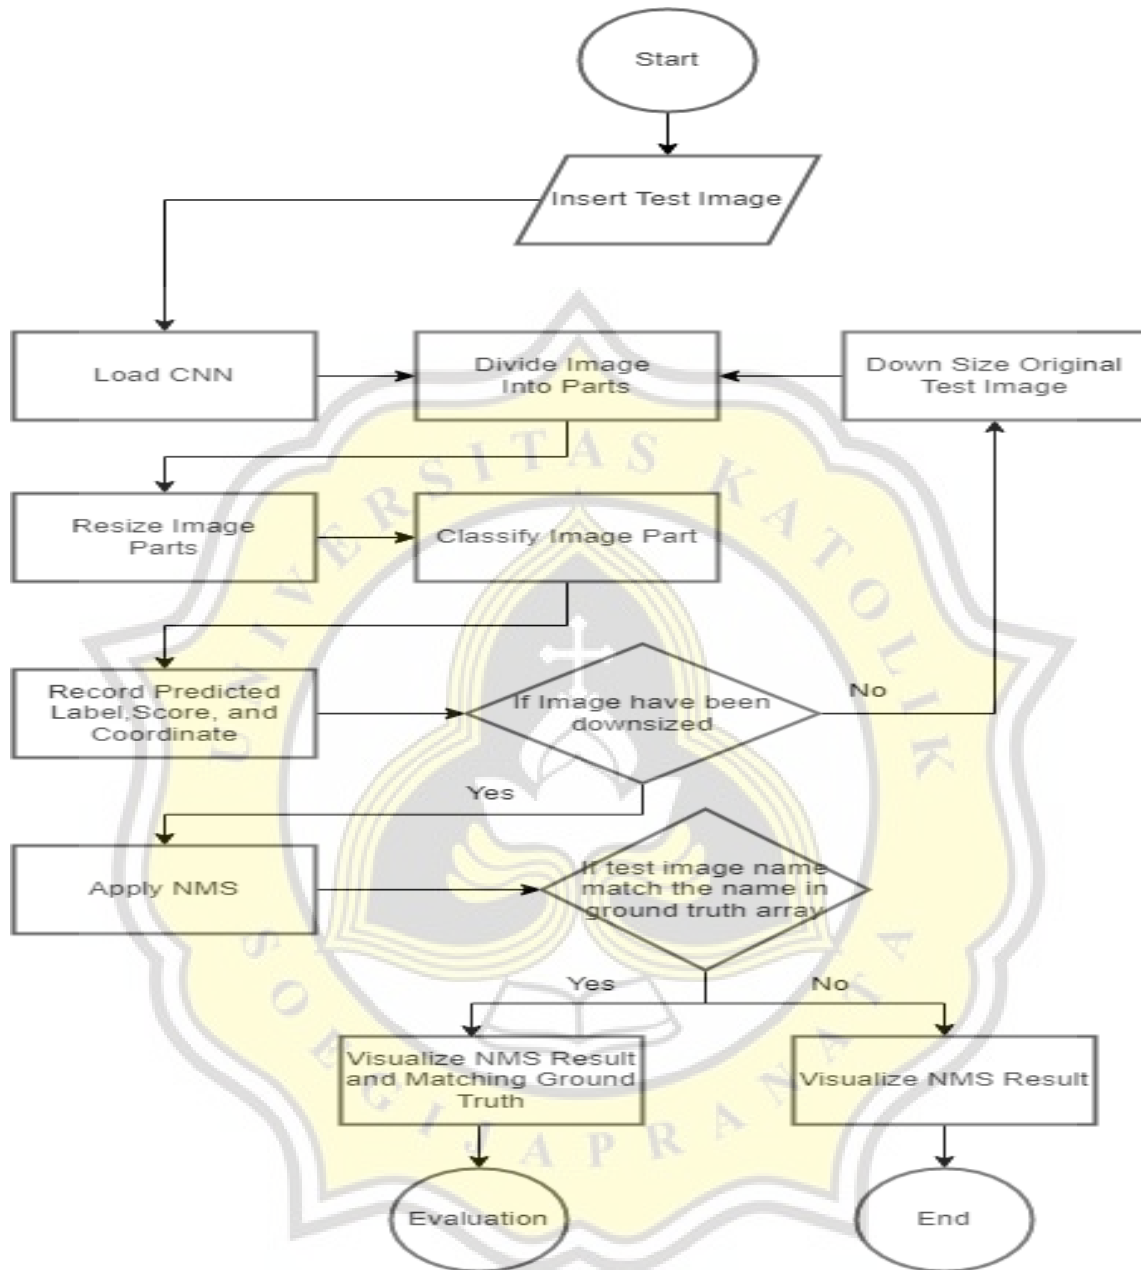 Start
Insert Test Image
Load CNN
Divide Image
Into Parts
Down Size Original
Test Image
Resize Image
Parts
Classify Image Part
Record Predicted
Label,Score, and
Coordinate
If Image have been
downsized
No
Yes
Apply NMS
If test image name
match the name in
ground truth array
Yes
No
Visualize NMS Result
and Matching Ground
Truth
Visualize NMS Result
Evaluation
End
UNIVERSITAS KATOLIK
SOEGIJAPRANATA